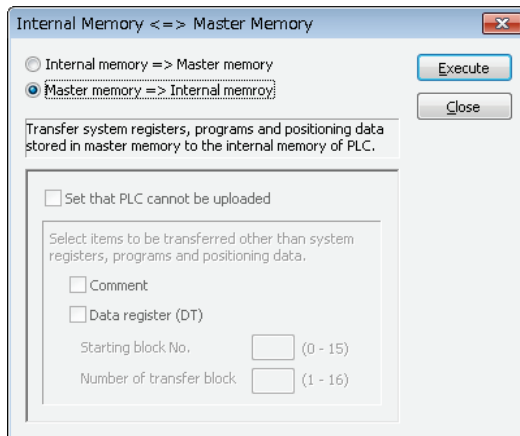 Internal Memory <=> Master Memory
Internal memory => Master memory
Master memory => Internal memroy
Execute
Close
Transfer system registers, programs and positioning data
stored in master memory to the internal memory of PLC.
Set that PLC cannot be uploaded
Select items to be transferred other than system
registers, programs and positioning data.
Comment
Data register (DT)
Starting block No. (0 - 15)
Number of transfer block (1 - 16)